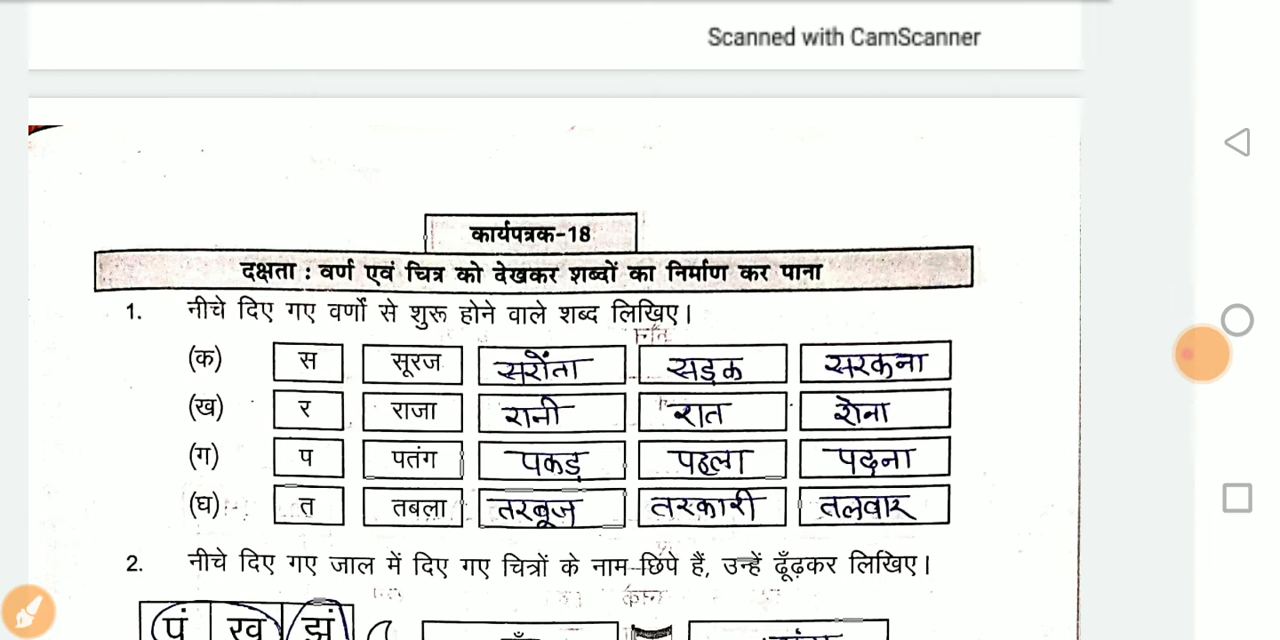 Scanned with CamScanner
कार्यपत्रक-18
दक्षता : वर्ण एवं चित्र को देखकर शब्दों का निर्माण कर पाना
1. नीचे दिए गए वर्णों से शुरू होने वाले शब्द लिखिए।
(क) स सूरज सरोंता सड़क सरकना
(ख) र राजा रानी रात रोना
(ग) प पतंग पकड़ पहला पढ़ना
(घ) त तबला तरबूज तरकारी तलवार
2. नीचे दिए गए जाल में दिए गए चित्रों के नाम छिपे हैं, उन्हें ढूँढ़कर लिखिए।
पं ख झं